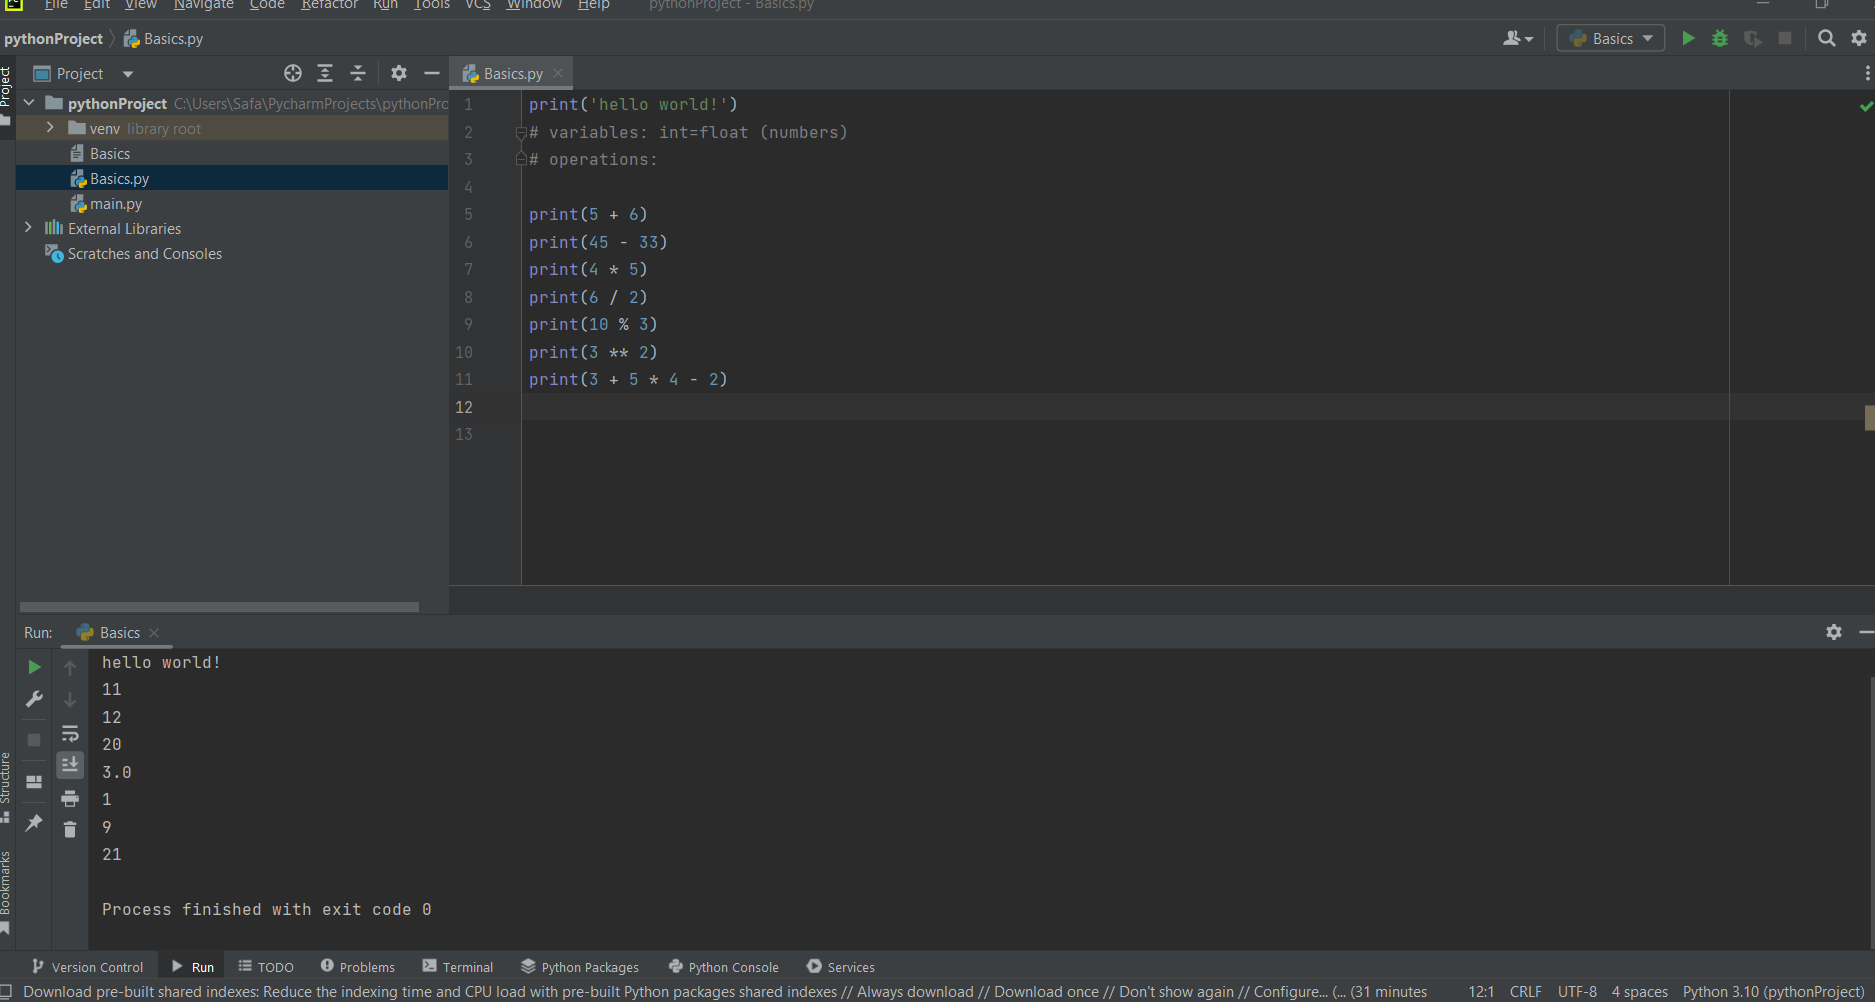 File Edit View Navigate Code Refactor Run Tools VCS Window Help pythonProject - Basics.py
pythonProject Basics.py
Basics
Project
Project
Basics.py
pythonProject C:\Users\Safa\PycharmProjects\pythonPro
venv library root
Basics
Basics.py
main.py
External Libraries
Scratches and Consoles
1 print('hello world!')
2 # variables: int=float (numbers)
3 # operations:
4
5 print(5 + 6)
6 print(45 - 33)
7 print(4 * 5)
8 print(6 / 2)
9 print(10 % 3)
10 print(3 ** 2)
11 print(3 + 5 * 4 - 2)
12
13
Run: Basics
hello world!
11
12
20
3.0
1
9
21
Process finished with exit code 0
Structure
Bookmarks
Version Control Run TODO Problems Terminal Python Packages Python Console Services
Download pre-built shared indexes: Reduce the indexing time and CPU load with pre-built Python packages shared indexes // Always download // Download once // Don't show again // Configure... (... (31 minutes 12:1 CRLF UTF-8 4 spaces Python 3.10 (pythonProject)